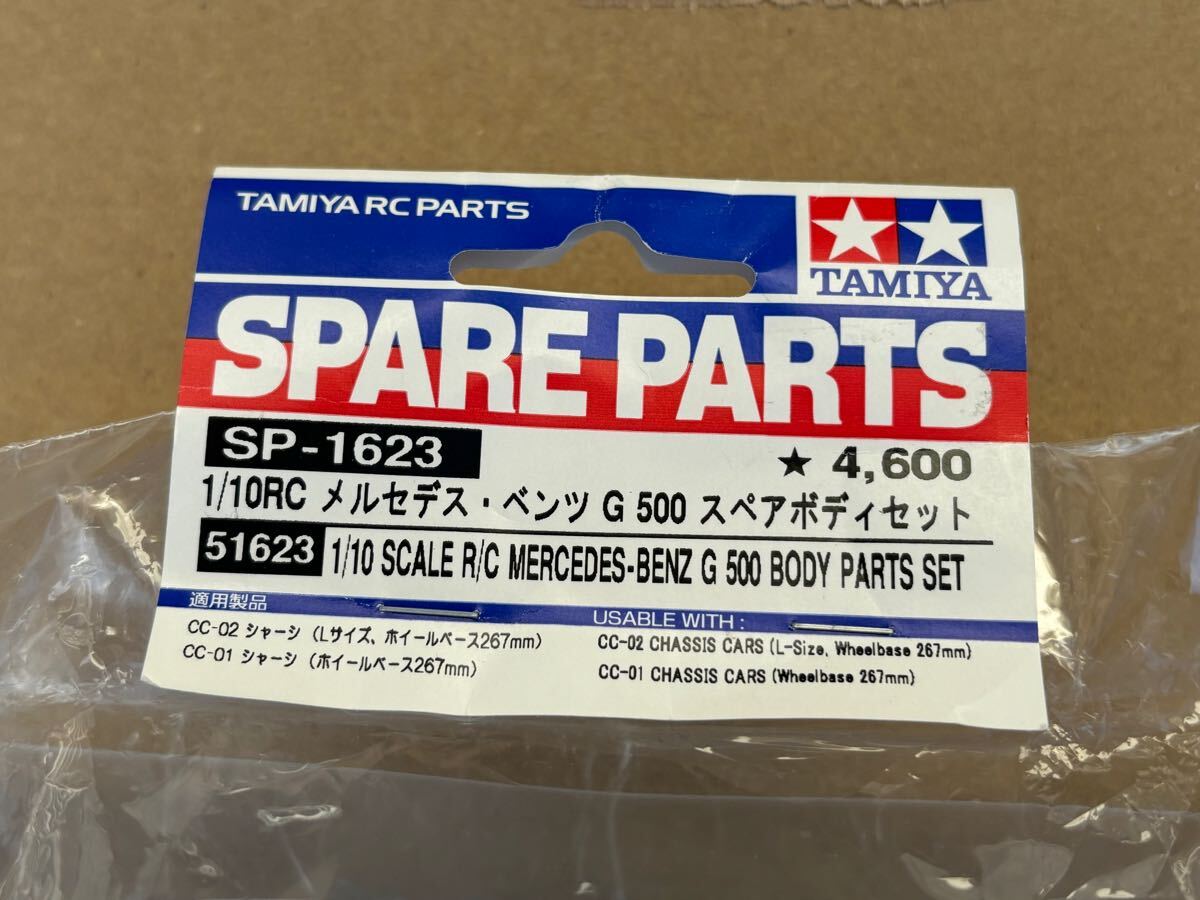 TAMIYA RC PARTS
TAMIYA
SPARE PARTS
SP-1623
★ 4,600
1/10RC メルセデス・ベンツ G 500 スペアボディセット
51623 1/10 SCALE R/C MERCEDES-BENZ G 500 BODY PARTS SET
適用製品
CC-02 シャーシ (Lサイズ、ホイールベース267mm)
CC-01 シャーシ (ホイールベース267mm)
USABLE WITH :
CC-02 CHASSIS CARS (L-Size, Wheelbase 267mm)
CC-01 CHASSIS CARS (Wheelbase 267mm)